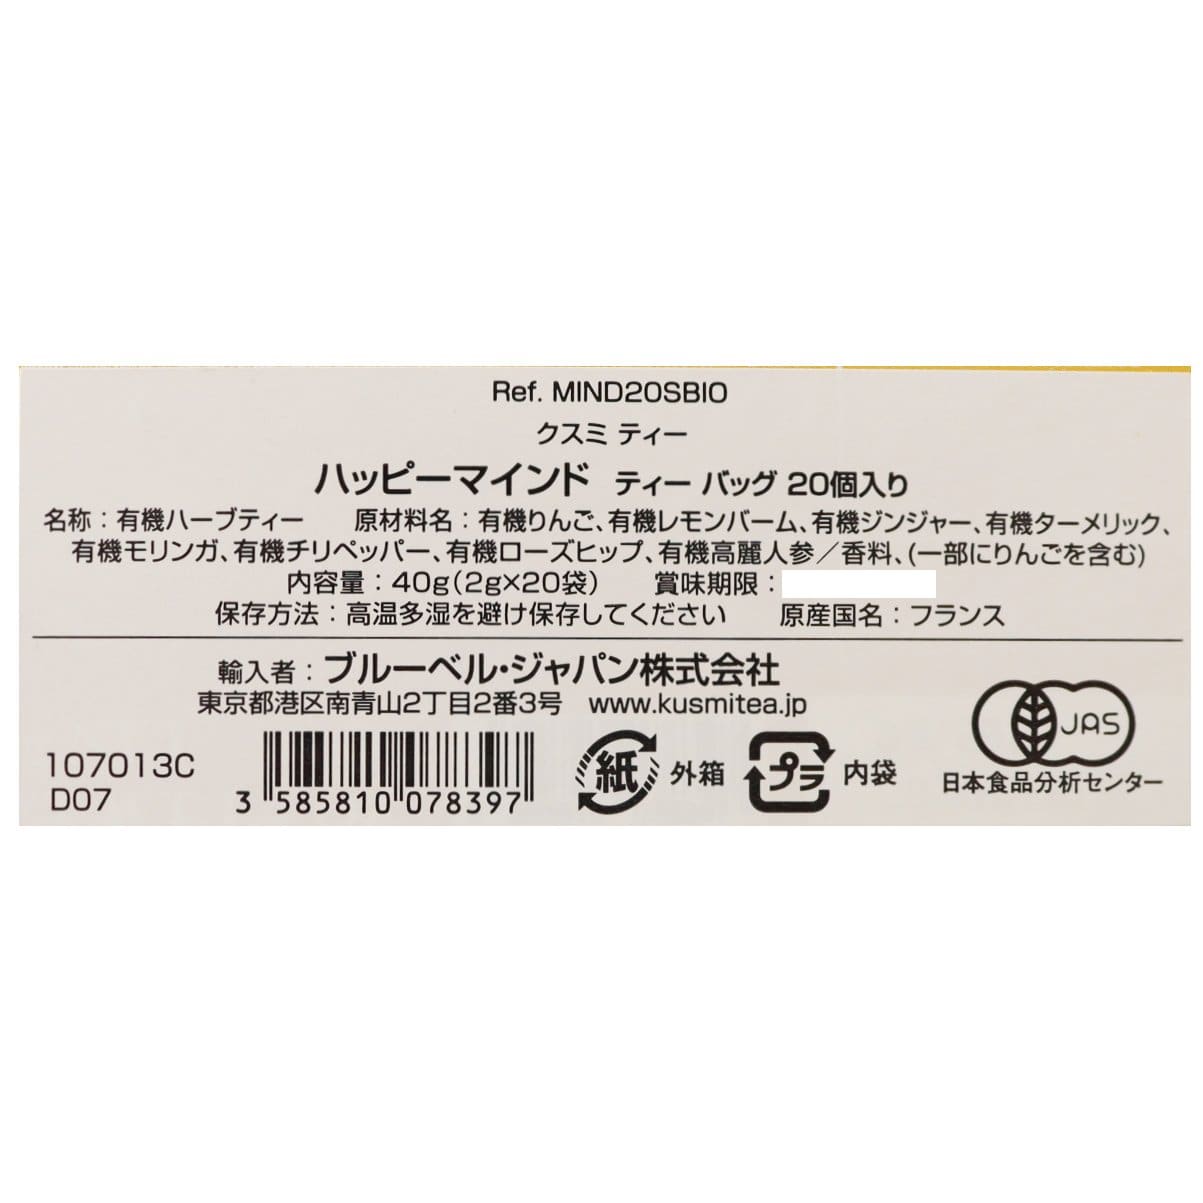 Ref. MIND20SBIO
クスミ ティー
ハッピーマインド ティー バッグ 20個入り
名称：有機ハーブティー 原材料名：有機りんご、有機レモンバーム、有機ジンジャー、有機ターメリック、
有機モリンガ、有機チリペッパー、有機ローズヒップ、有機高麗人参／香料、(一部にりんごを含む)
内容量：40g(2g×20袋) 賞味期限：
保存方法：高温多湿を避け保存してください 原産国名：フランス
輸入者：ブルーベル・ジャパン株式会社
東京都港区南青山2丁目2番3号 www.kusmitea.jp
107013C
D07
3 585810 078397
紙 外箱
プラ 内袋
JAS
日本食品分析センター